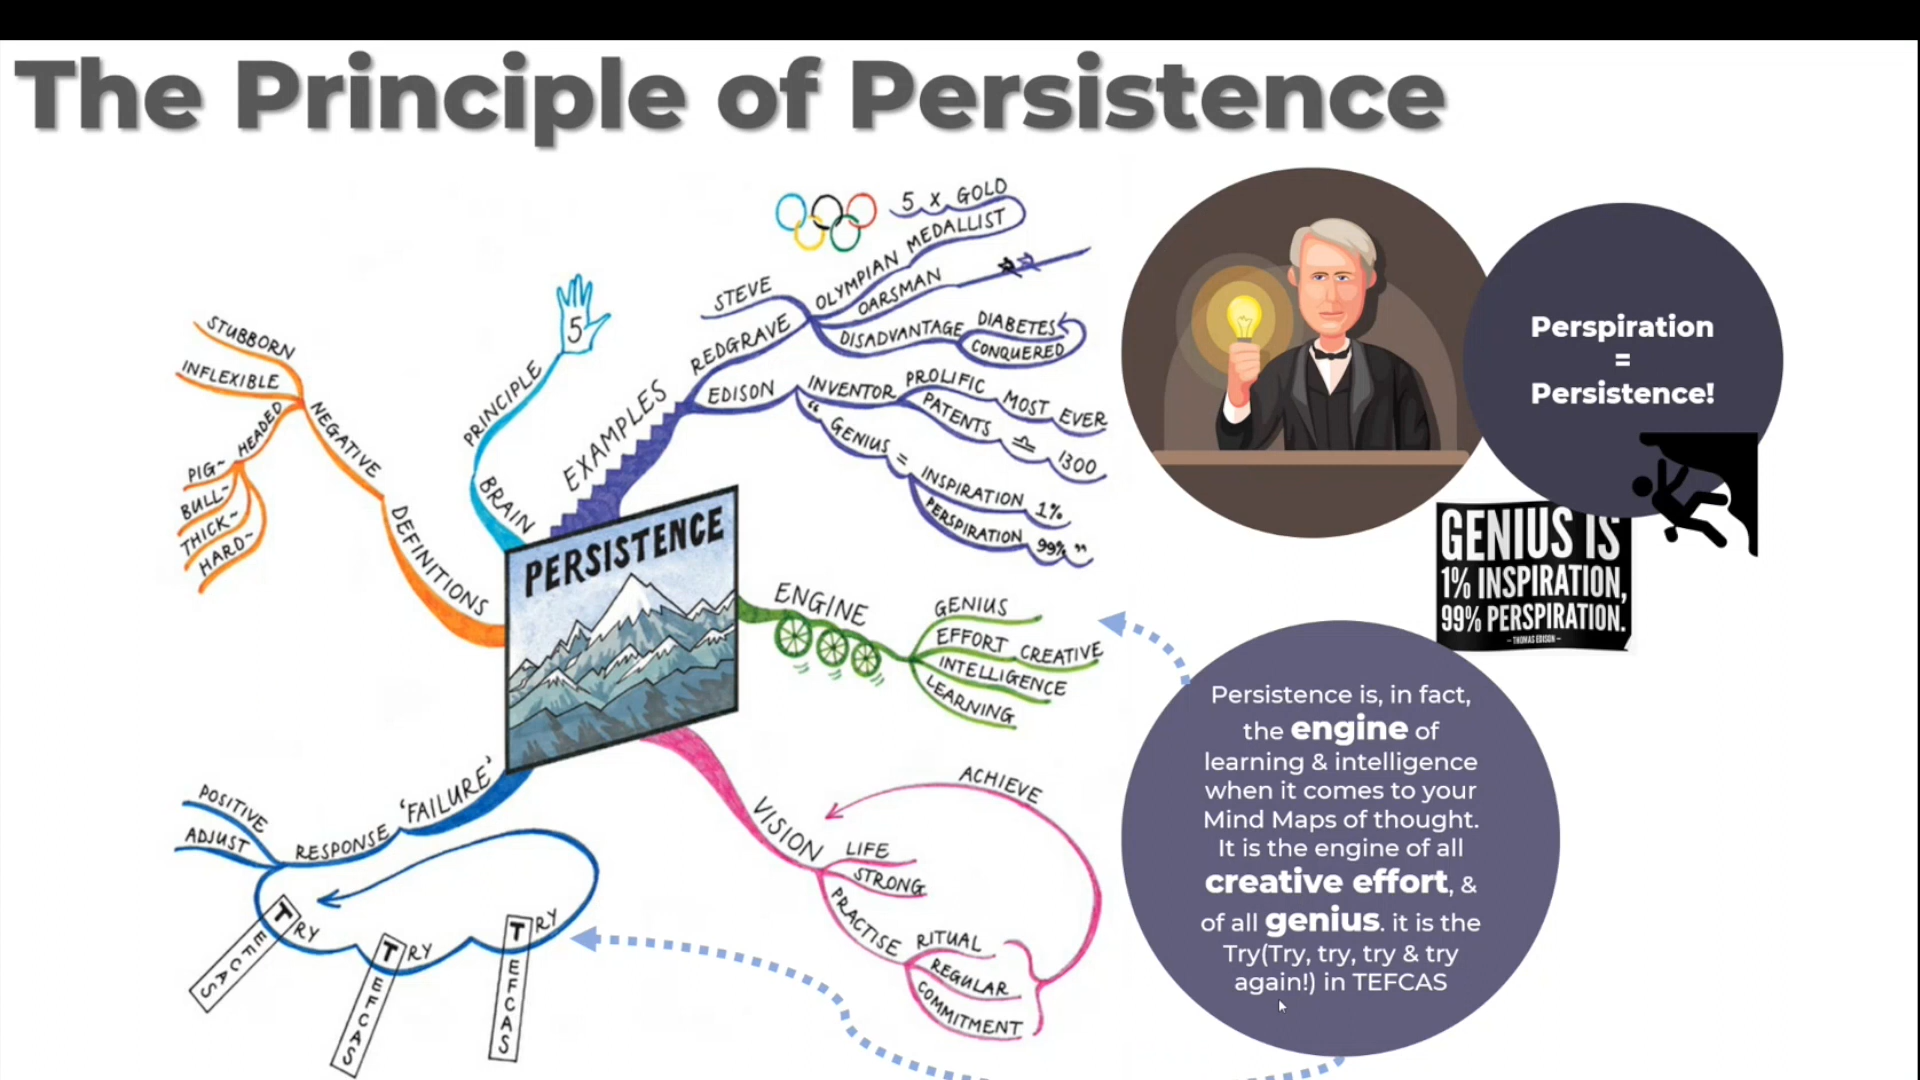 The Principle of Persistence
5 X GOLD
OLYMPIAN MEDALLIST
OARSMAN
STEVE
REDGRAVE
DISADVANTAGE
DIABETES
CONQUERED
EXAMPLES
EDISON
INVENTOR
PROLIFIC
MOST EVER
PATENTS ≏ 1300
"GENIUS =
INSPIRATION 1%
PERSPIRATION 99%"
5
PRINCIPLE
BRAIN
STUBBORN
INFLEXIBLE
HEADED
PIG~
BULL~
THICK~
HARD~
NEGATIVE
DEFINITIONS
PERSISTENCE
ENGINE
GENIUS
EFFORT CREATIVE
INTELLIGENCE
LEARNING
'FAILURE'
RESPONSE
POSITIVE
ADJUST
TRY
TEFCAS
TRY
TEFCAS
TRY
TEFCAS
VISION
ACHIEVE
LIFE
STRONG
PRACTISE
RITUAL
REGULAR
COMMITMENT
Perspiration
=
Persistence!
GENIUS IS
1% INSPIRATION,
99% PERSPIRATION.
~ THOMAS EDISON ~
Persistence is, in fact,
the engine of
learning & intelligence
when it comes to your
Mind Maps of thought.
It is the engine of all
creative effort, &
of all genius. it is the
Try(Try, try, try & try
again!) in TEFCAS